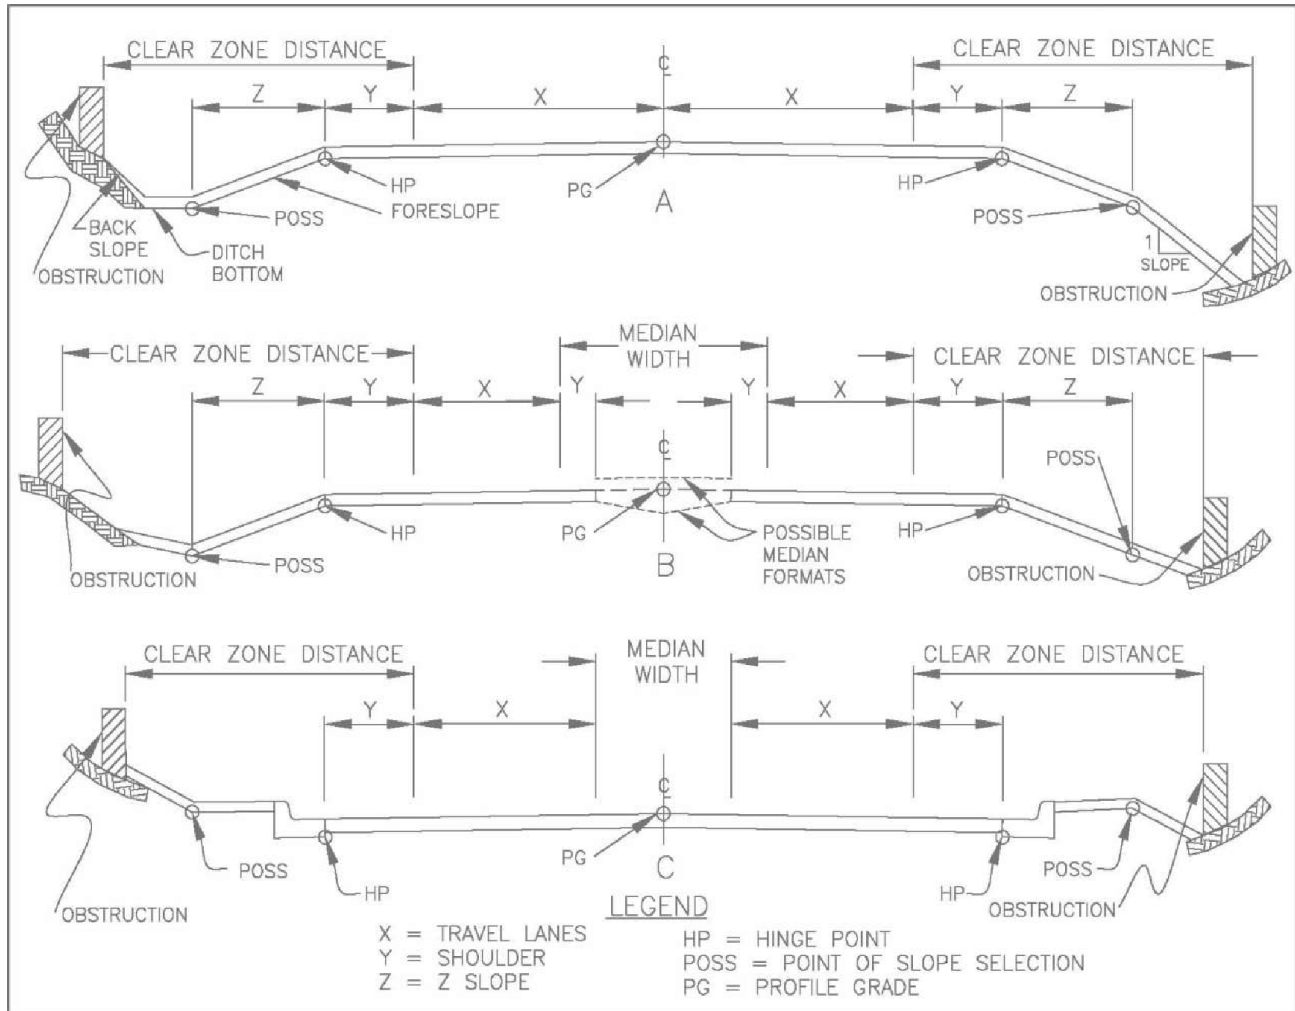 CLEAR ZONE DISTANCE
℄
CLEAR ZONE DISTANCE
Z
Y
X
X
Y
Z
HP
PG
A
HP
POSS
FORESLOPE
POSS
BACK
SLOPE
DITCH
BOTTOM
OBSTRUCTION
1
SLOPE
OBSTRUCTION
MEDIAN
WIDTH
CLEAR ZONE DISTANCE
CLEAR ZONE DISTANCE
Z
Y
X
Y
Y
X
Y
Z
℄
POSS
HP
PG
HP
POSS
B
POSSIBLE
MEDIAN
FORMATS
OBSTRUCTION
OBSTRUCTION
CLEAR ZONE DISTANCE
MEDIAN
WIDTH
CLEAR ZONE DISTANCE
Y
X
X
Y
℄
POSS
PG
C
POSS
HP
HP
OBSTRUCTION
OBSTRUCTION
LEGEND
X = TRAVEL LANES
Y = SHOULDER
Z = Z SLOPE
HP = HINGE POINT
POSS = POINT OF SLOPE SELECTION
PG = PROFILE GRADE